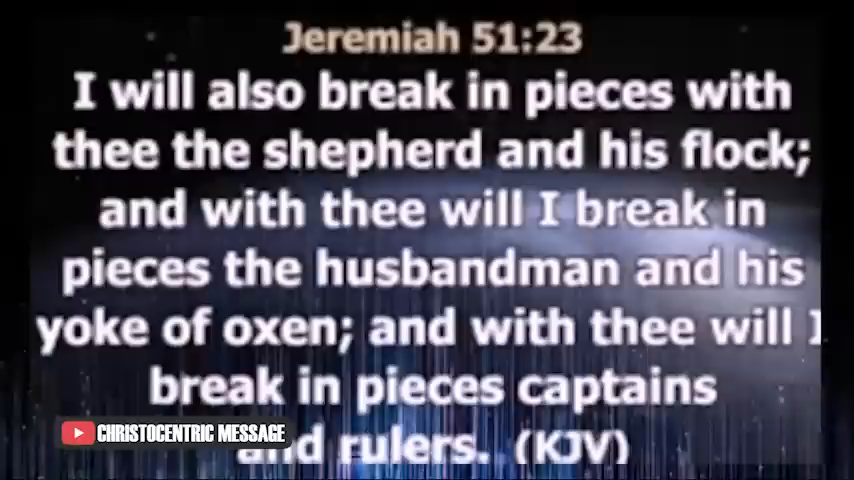 Jeremiah 51:23
I will also break in pieces with
thee the shepherd and his flock;
and with thee will I break in
pieces the husbandman and his
yoke of oxen; and with thee will I
break in pieces captains
and rulers. (KJV)
CHRISTOCENTRIC MESSAGE